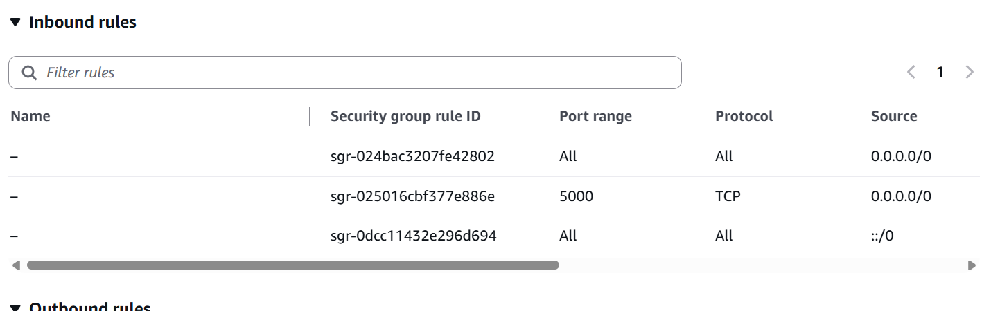 Inbound rules
Filter rules
1
Name Security group rule ID Port range Protocol Source
– sgr-024bac3207fe42802 All All 0.0.0.0/0
– sgr-025016cbf377e886e 5000 TCP 0.0.0.0/0
– sgr-0dcc11432e296d694 All All ::/0
Outbound rules